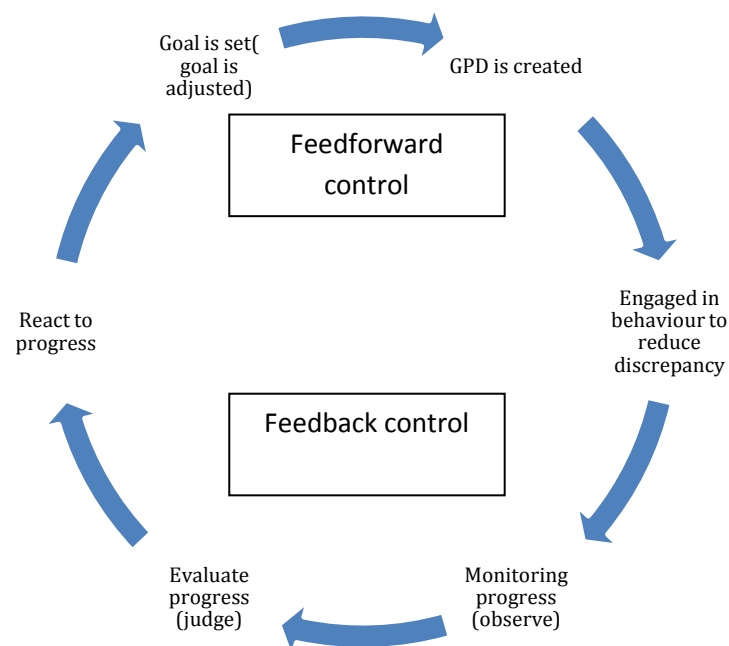 Goal is set(
goal is
adjusted)
GPD is created
Feedforward
control
Engaged in
behaviour to
reduce
discrepancy
React to
progress
Feedback control
Evaluate
progress
(judge)
Monitoring
progress
(observe)